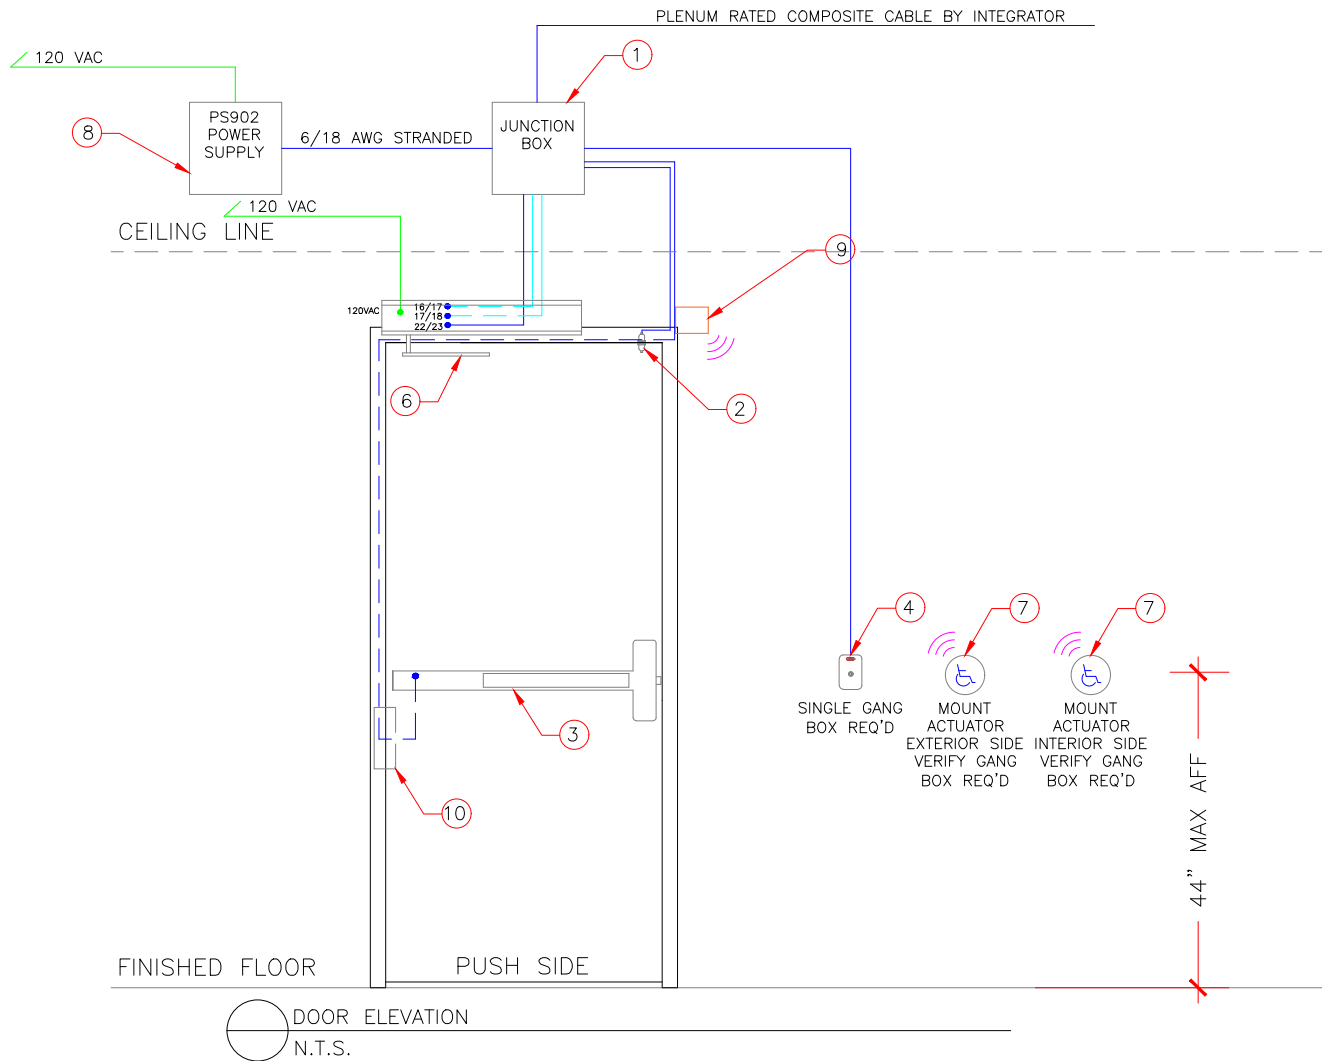 PLENUM RATED COMPOSITE CABLE BY INTEGRATOR
120 VAC
1
8
PS902
POWER
SUPPLY
6/18 AWG STRANDED
JUNCTION
BOX
120 VAC
CEILING LINE
9
120VAC
16/17
17/18
22/23
6
2
4
7
7
SINGLE GANG
BOX REQ'D
MOUNT
ACTUATOR
EXTERIOR SIDE
VERIFY GANG
BOX REQ'D
MOUNT
ACTUATOR
INTERIOR SIDE
VERIFY GANG
BOX REQ'D
3
10
44" MAX AFF
FINISHED FLOOR
PUSH SIDE
DOOR ELEVATION
N.T.S.